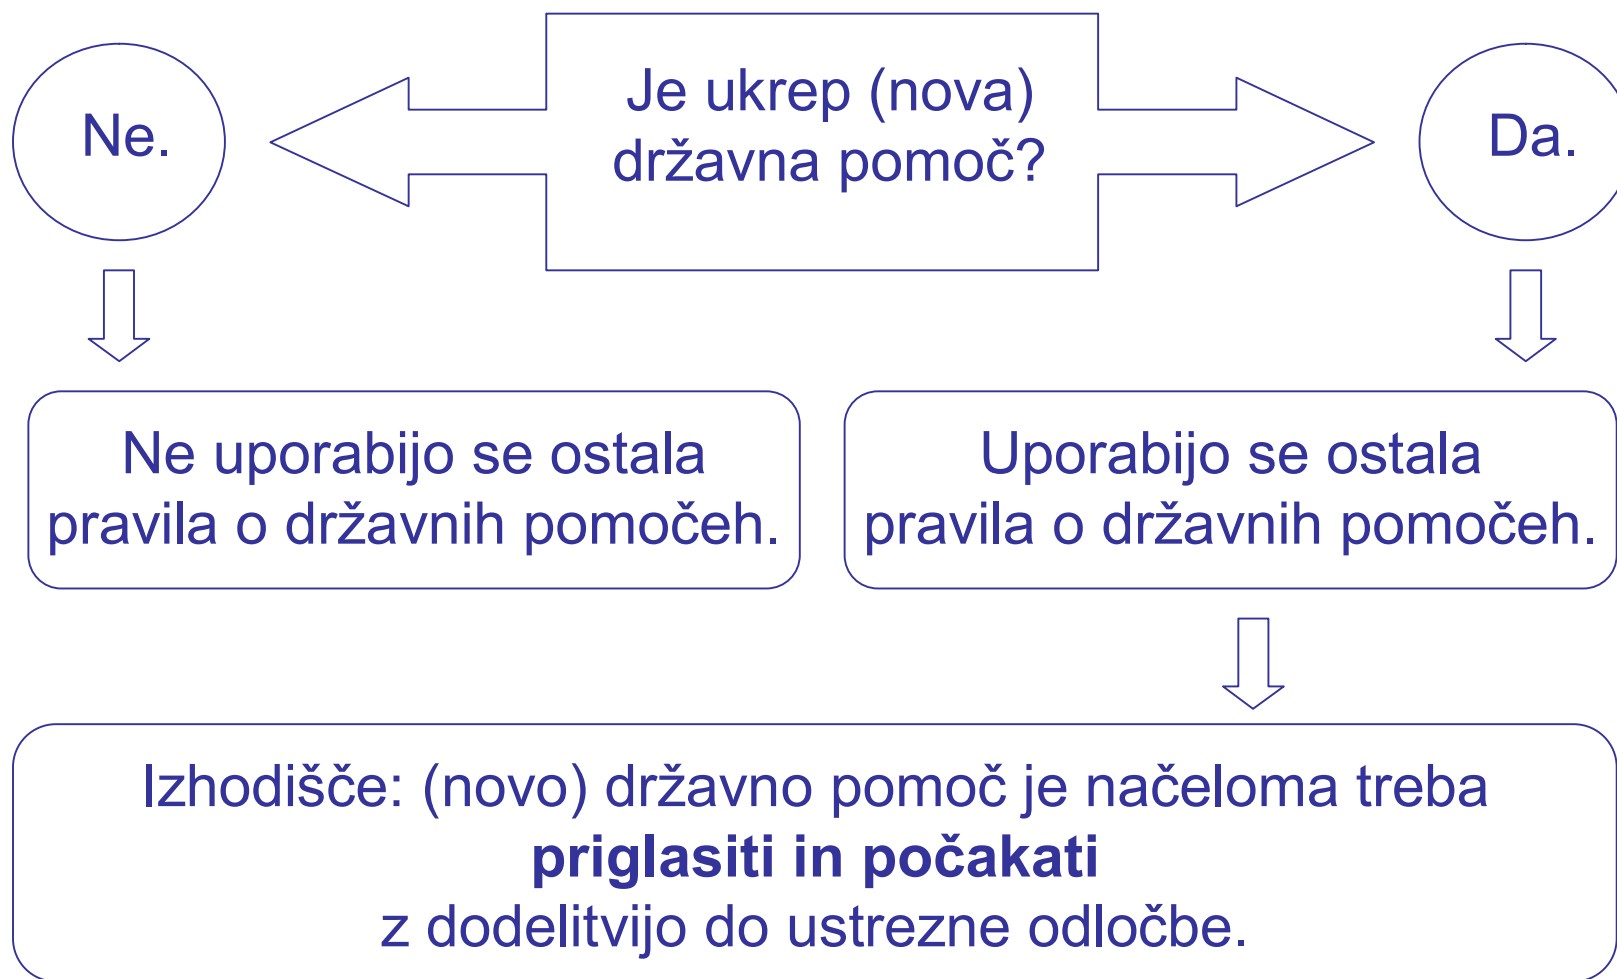 Je ukrep (nova)
državna pomoč?
Ne.
Da.
Ne uporabijo se ostala
pravila o državnih pomočeh.
Uporabijo se ostala
pravila o državnih pomočeh.
Izhodišče: (novo) državno pomoč je načeloma treba
priglasiti in počakati
z dodelitvijo do ustrezne odločbe.